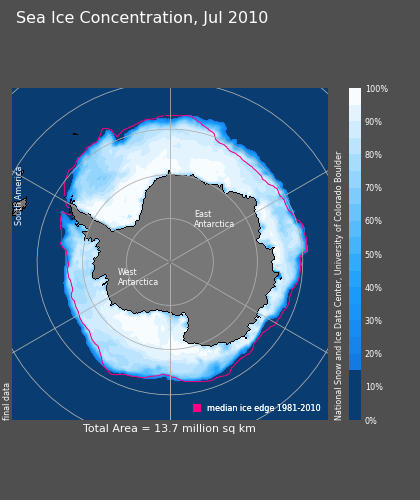 Sea Ice Concentration, Jul 2010
100%
90%
80%
70%
60%
50%
40%
30%
20%
10%
0%
National Snow and Ice Data Center, University of Colorado Boulder
South America
East
Antarctica
West
Antarctica
final data
median ice edge 1981-2010
Total Area = 13.7 million sq km